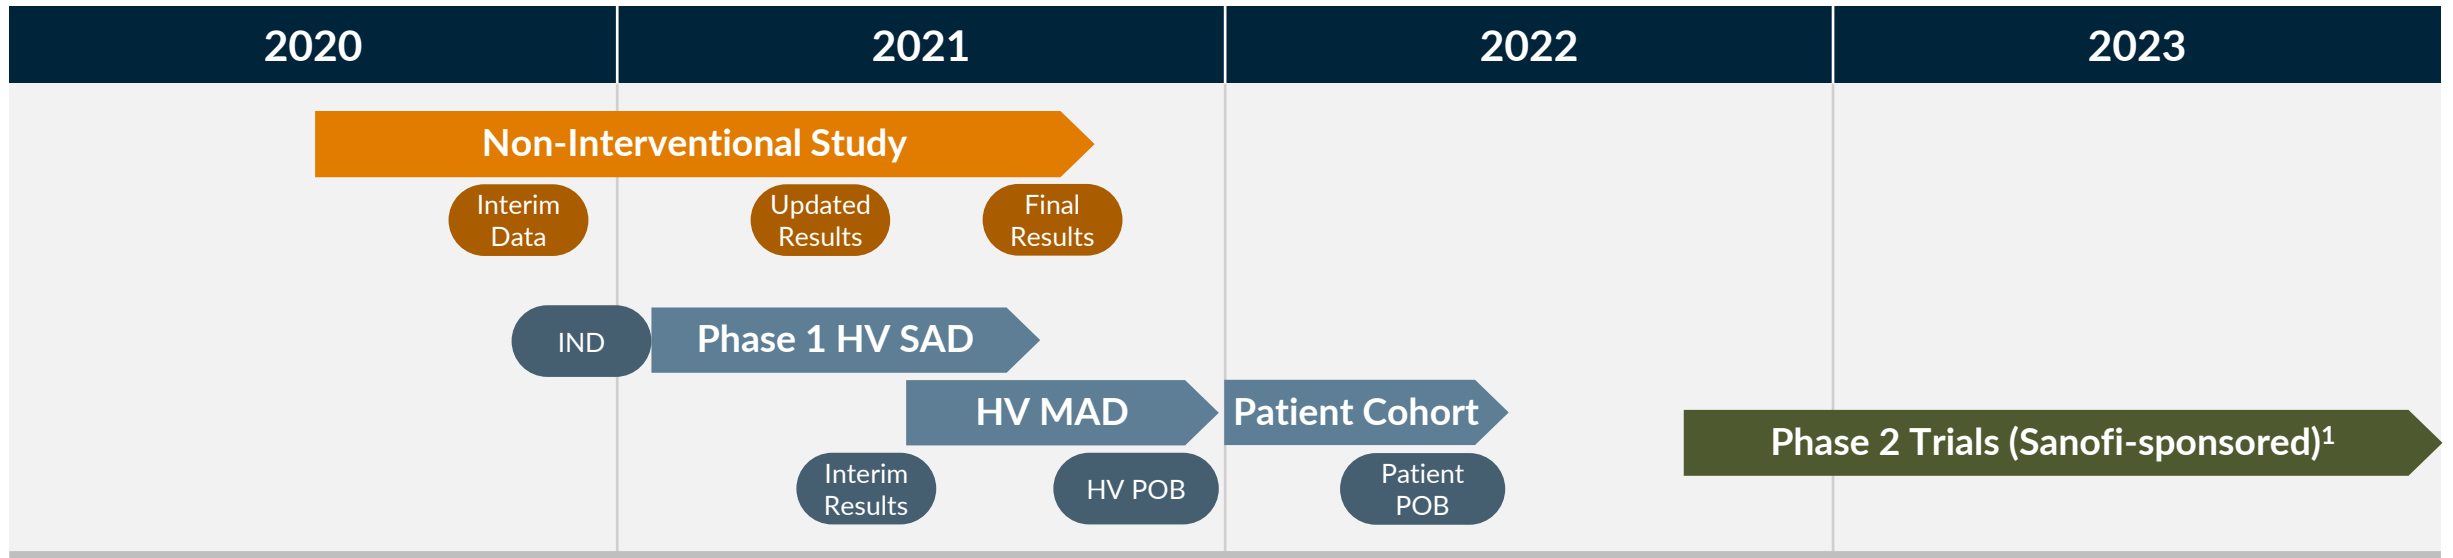 2020
2021
2022
2023
Non-Interventional Study
Interim
Data
Updated
Results
Final
Results
IND
Phase 1 HV SAD
HV MAD
Patient Cohort
Phase 2 Trials (Sanofi-sponsored)¹
Interim
Results
HV POB
Patient
POB